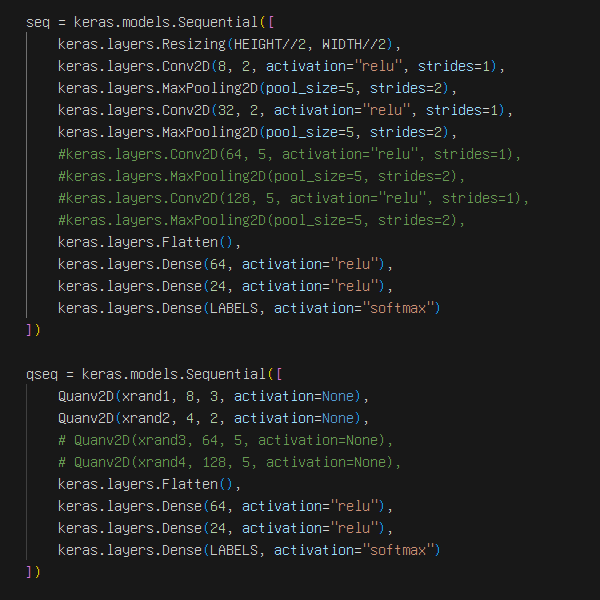 seq = keras.models.Sequential([
    keras.layers.Resizing(HEIGHT//2, WIDTH//2),
    keras.layers.Conv2D(8, 2, activation="relu", strides=1),
    keras.layers.MaxPooling2D(pool_size=5, strides=2),
    keras.layers.Conv2D(32, 2, activation="relu", strides=1),
    keras.layers.MaxPooling2D(pool_size=5, strides=2),
    #keras.layers.Conv2D(64, 5, activation="relu", strides=1),
    #keras.layers.MaxPooling2D(pool_size=5, strides=2),
    #keras.layers.Conv2D(128, 5, activation="relu", strides=1),
    #keras.layers.MaxPooling2D(pool_size=5, strides=2),
    keras.layers.Flatten(),
    keras.layers.Dense(64, activation="relu"),
    keras.layers.Dense(24, activation="relu"),
    keras.layers.Dense(LABELS, activation="softmax")
])

qseq = keras.models.Sequential([
    Quanv2D(xrand1, 8, 3, activation=None),
    Quanv2D(xrand2, 4, 2, activation=None),
    # Quanv2D(xrand3, 64, 5, activation=None),
    # Quanv2D(xrand4, 128, 5, activation=None),
    keras.layers.Flatten(),
    keras.layers.Dense(64, activation="relu"),
    keras.layers.Dense(24, activation="relu"),
    keras.layers.Dense(LABELS, activation="softmax")
])